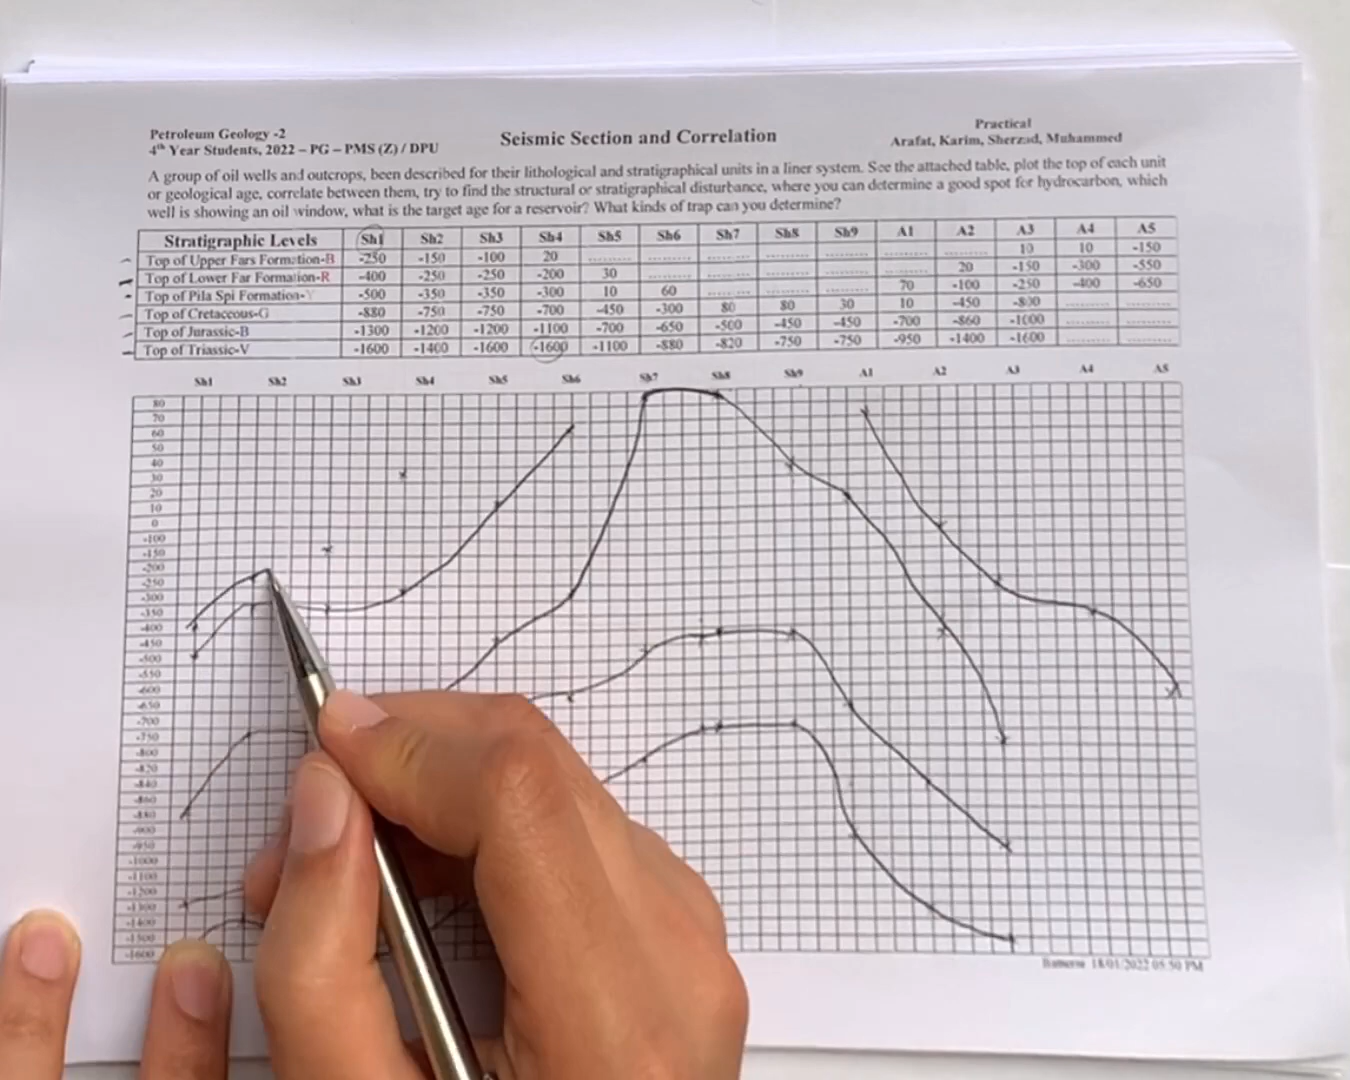 Petroleum Geology -2
Practical
4th Year Students, 2022 – PG – PMS (Z) / DPU
Seismic Section and Correlation
Arafat, Karim, Sherzad, Muhammed
A group of oil wells and outcrops, been described for their lithological and stratigraphical units in a liner system. See the attached table, plot the top of each unit
or geological age, correlate between them, try to find the structural or stratigraphical disturbance, where you can determine a good spot for hydrocarbon, which
well is showing an oil window, what is the target age for a reservoir? What kinds of trap can you determine?
Stratigraphic Levels Sh1 Sh2 Sh3 Sh4 Sh5 Sh6 Sh7 Sh8 Sh9 A1 A2 A3 A4 A5
Top of Upper Fars Formation-B -250 -150 -100 20 ......... ......... ......... ......... ......... ......... ......... 10 10 -150
Top of Lower Far Formation-R -400 -250 -250 -200 30 ......... ......... ......... ......... ......... 20 -150 -300 -550
Top of Pila Spi Formation-Y -500 -350 -350 -300 10 60 ......... ......... ......... 70 -100 -250 -400 -650
Top of Cretaceous-G -880 -750 -750 -700 -450 -300 80 80 30 10 -450 -800 ......... .........
Top of Jurassic-B -1300 -1200 -1200 -1100 -700 -650 -500 -450 -450 -700 -860 -1000 ......... .........
Top of Triassic-V -1600 -1400 -1600 -1600 -1100 -880 -820 -750 -750 -950 -1400 -1600 ......... .........
Sh1 Sh2 Sh3 Sh4 Sh5 Sh6 Sh7 Sh8 Sh9 A1 A2 A3 A4 A5
80
70
60
50
40
30
20
10
0
-100
-150
-200
-250
-300
-350
-400
-450
-500
-550
-600
-650
-700
-750
-800
-820
-840
-860
-880
-900
-950
-1000
-1100
-1200
-1300
-1400
-1500
-1600
18/01/2022 05:50 PM